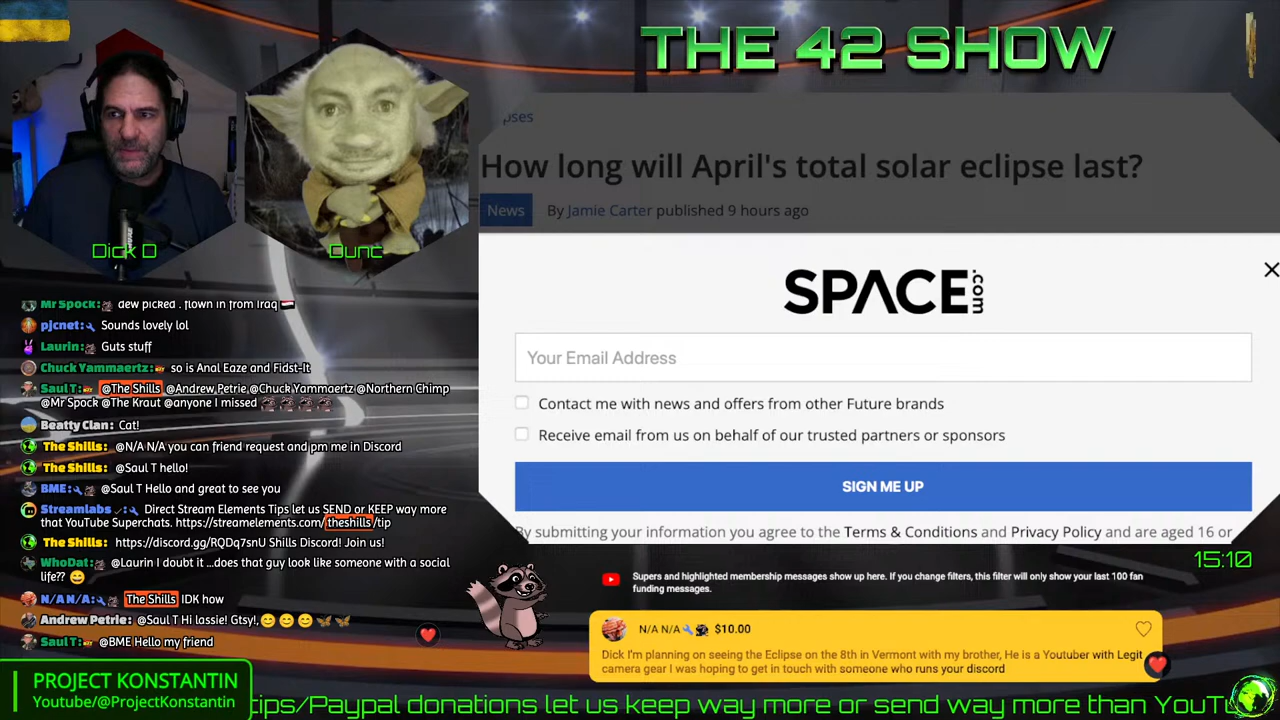 THE 42 SHOW
Dick D
Dunc
pses
How long will April's total solar eclipse last?
News By Jamie Carter published 9 hours ago
SPACE.com
Your Email Address
Contact me with news and offers from other Future brands
Receive email from us on behalf of our trusted partners or sponsors
SIGN ME UP
By submitting your information you agree to the Terms & Conditions and Privacy Policy and are aged 16 or
15:10
Mr Spock: dew picred . flown in from Iraq
pjcnet: Sounds lovely lol
Laurin: Guts stuff
Chuck Yammaertz: so is Anal Eaze and Fidst-It
Saul T: @The Shills @Andrew Petrie @Chuck Yammaertz @Northern Chimp
@Mr Spock @The Kraut @anyone I missed
Beatty Clan: Cat!
The Shills: @N/A N/A you can friend request and pm me in Discord
The Shills: @Saul T hello!
BME: @Saul T Hello and great to see you
Streamlabs : Direct Stream Elements Tips let us SEND or KEEP way more
that YouTube Superchats. https://streamelements.com/theshills/tip
The Shills: https://discord.gg/RQDq7snU Shills Discord! Join us!
WhoDat: @Laurin I doubt it ...does that guy look like someone with a social
life??
N/A N/A: The Shills IDK how
Andrew Petrie: @Saul T Hi lassie! Gtsy!,
Saul T: @BME Hello my friend
Supers and highlighted membership messages show up here. If you change filters, this filter will only show your last 100 fan
funding messages.
N/A N/A $10.00
Dick I'm planning on seeing the Eclipse on the 8th in Vermont with my brother, He is a Youtuber with Legit
camera gear I was hoping to get in touch with someone who runs your discord
PROJECT KONSTANTIN
Youtube/@ProjektKonstantin
tips/Paypal donations let us keep way more or send way more than YouTu